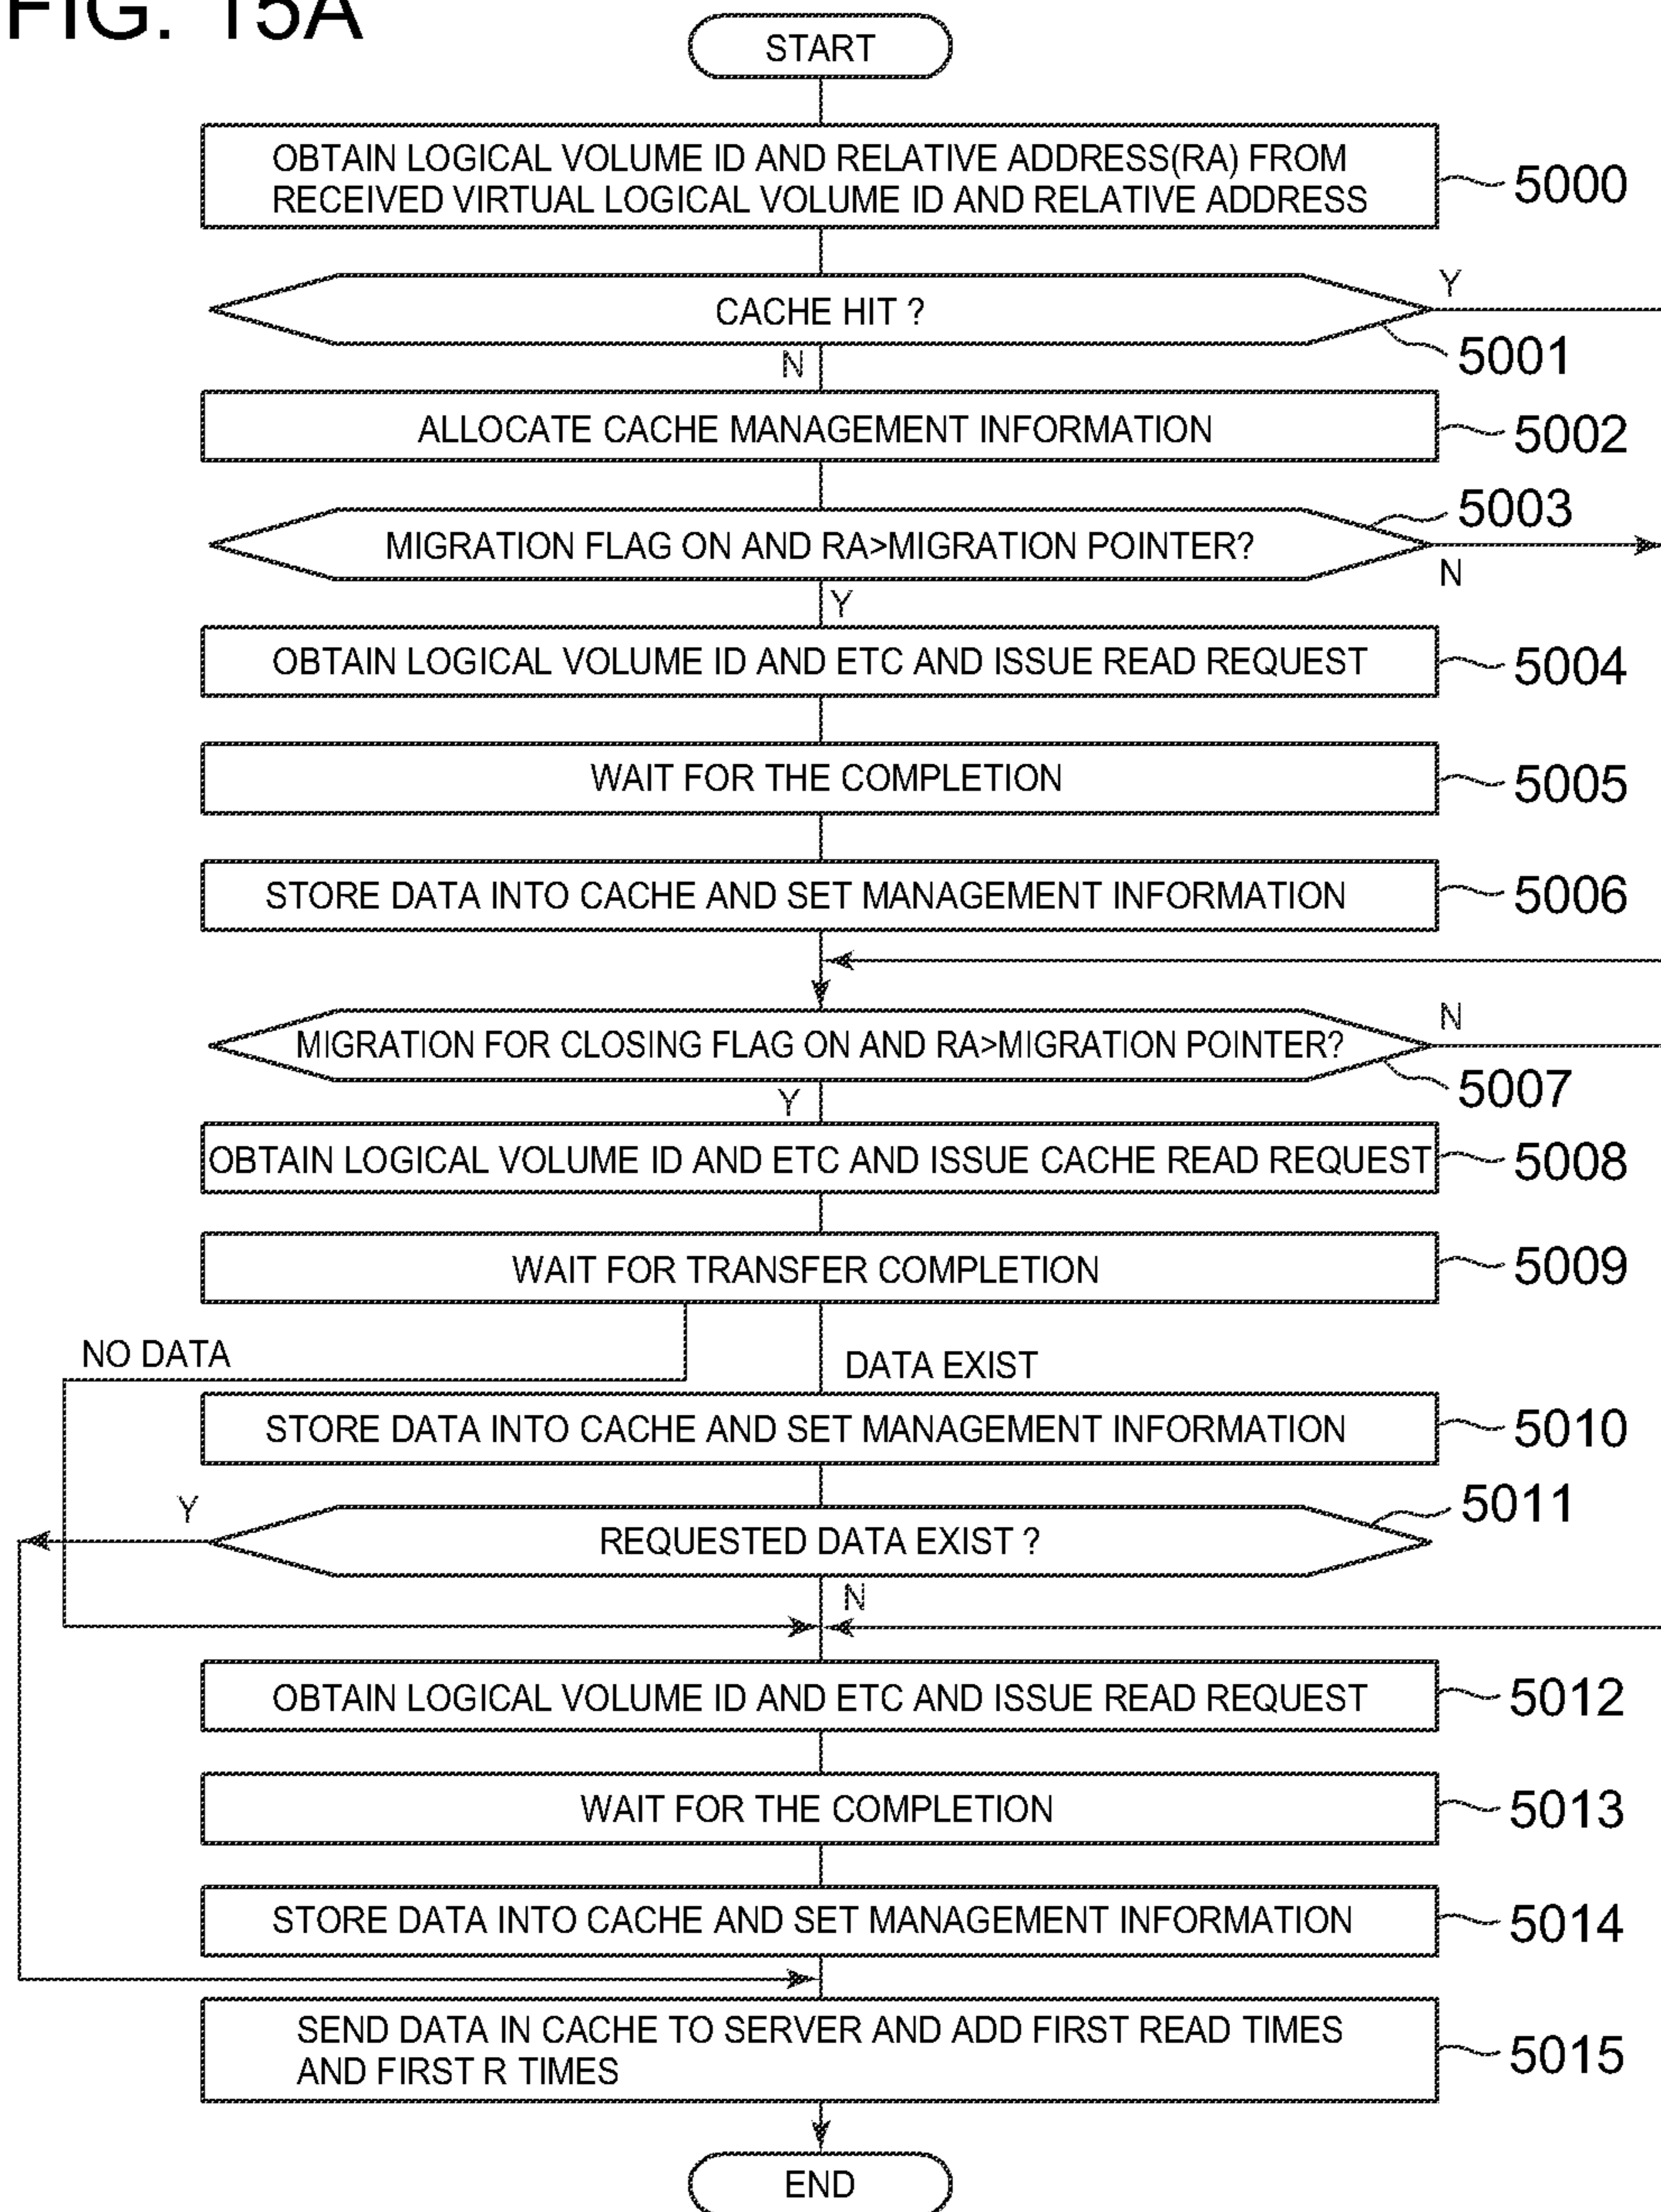 FIG. 15A
START
OBTAIN LOGICAL VOLUME ID AND RELATIVE ADDRESS(RA) FROM
RECEIVED VIRTUAL LOGICAL VOLUME ID AND RELATIVE ADDRESS
5000
CACHE HIT ?
Y
5001
N
ALLOCATE CACHE MANAGEMENT INFORMATION
5002
5003
MIGRATION FLAG ON AND RA>MIGRATION POINTER?
N
Y
OBTAIN LOGICAL VOLUME ID AND ETC AND ISSUE READ REQUEST
5004
WAIT FOR THE COMPLETION
5005
STORE DATA INTO CACHE AND SET MANAGEMENT INFORMATION
5006
MIGRATION FOR CLOSING FLAG ON AND RA>MIGRATION POINTER?
N
5007
Y
OBTAIN LOGICAL VOLUME ID AND ETC AND ISSUE CACHE READ REQUEST
5008
WAIT FOR TRANSFER COMPLETION
5009
NO DATA
DATA EXIST
STORE DATA INTO CACHE AND SET MANAGEMENT INFORMATION
5010
Y
5011
REQUESTED DATA EXIST ?
N
OBTAIN LOGICAL VOLUME ID AND ETC AND ISSUE READ REQUEST
5012
WAIT FOR THE COMPLETION
5013
STORE DATA INTO CACHE AND SET MANAGEMENT INFORMATION
5014
SEND DATA IN CACHE TO SERVER AND ADD FIRST READ TIMES
AND FIRST R TIMES
5015
END